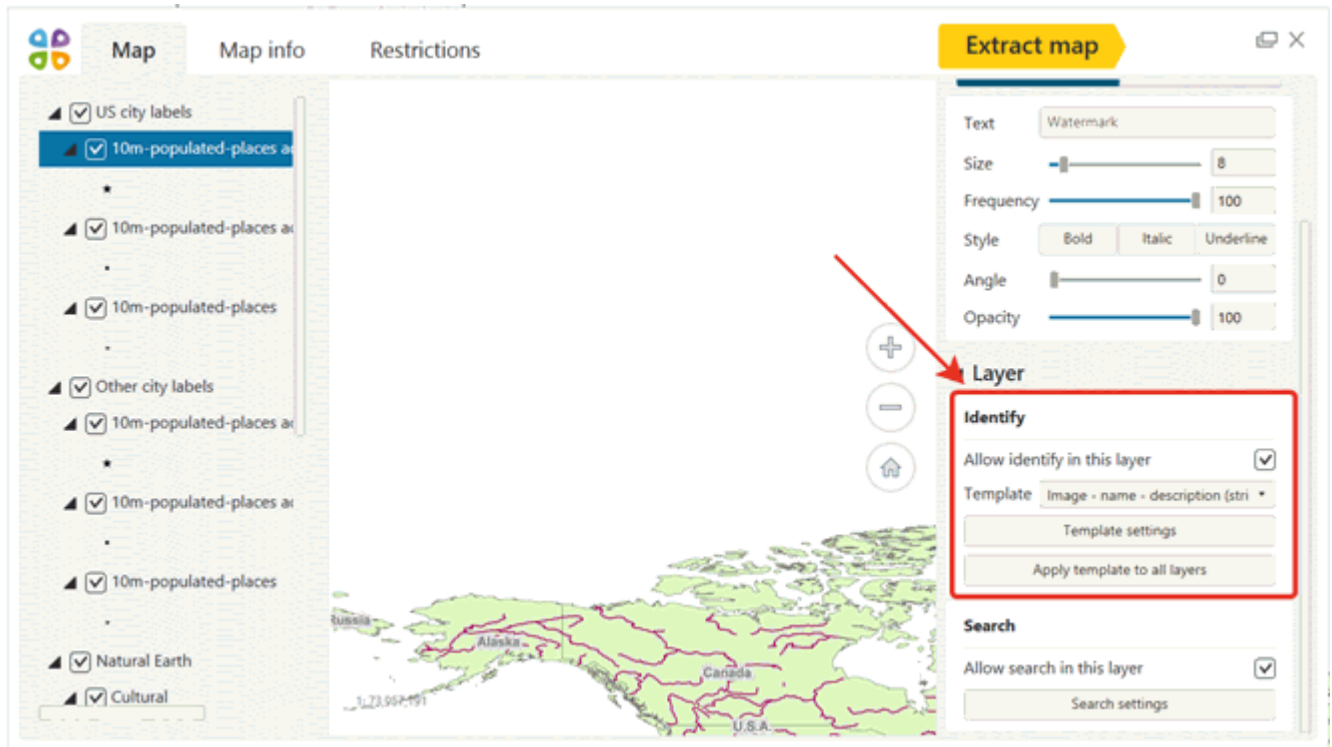 Map Map info Restrictions Extract map
US city labels
10m-populated-places
10m-populated-places
10m-populated-places
Other city labels
10m-populated-places
10m-populated-places
10m-populated-places
Natural Earth
Cultural
Russia
Alaska
Canada
U.S.A.
1: 73,957,191
Text Watermark
Size 8
Frequency 100
Style Bold Italic Underline
Angle 0
Opacity 100
Layer
Identify
Allow identify in this layer
Template Image - name - description (stri
Template settings
Apply template to all layers
Search
Allow search in this layer
Search settings